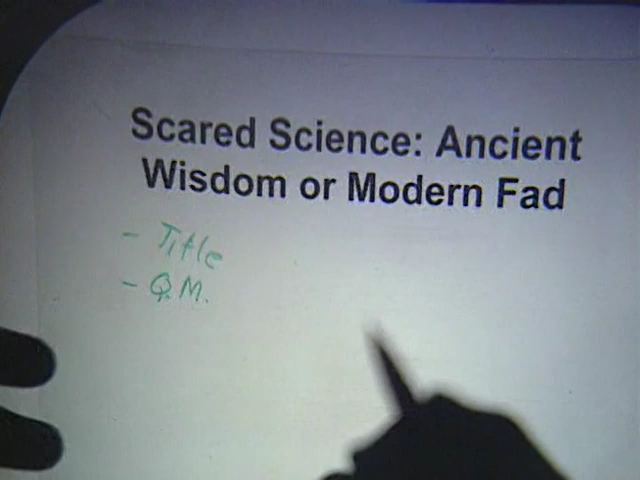 Scared Science: Ancient
Wisdom or Modern Fad
- Title
- Q.M.